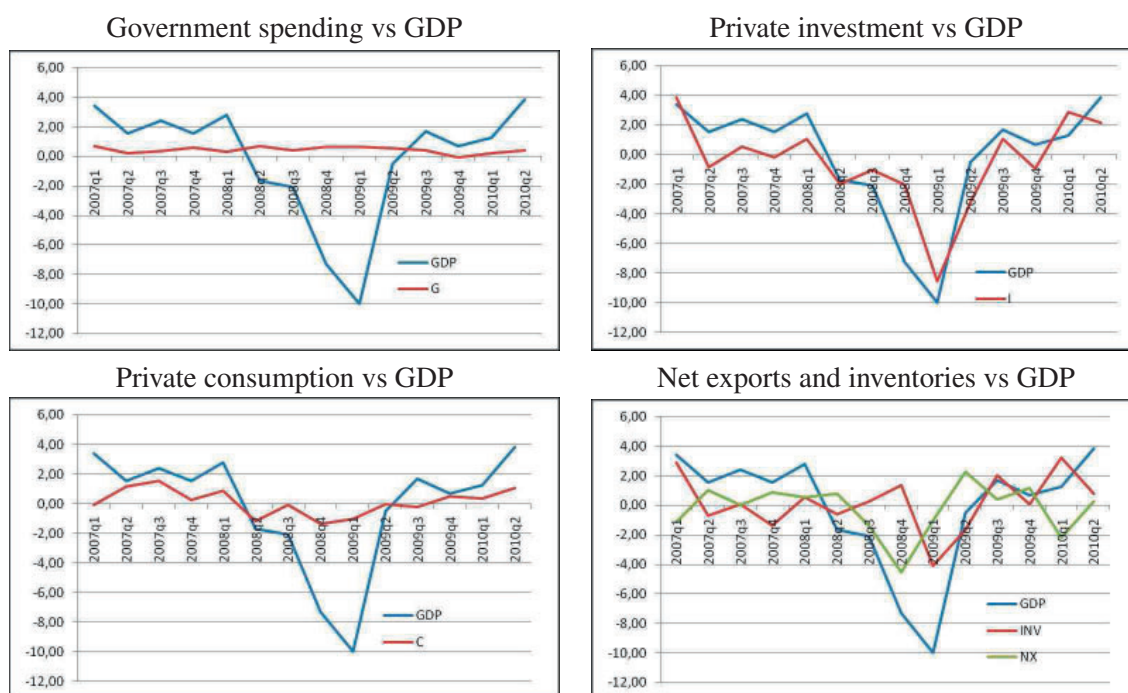 Government spending vs GDP
6,00
4,00
2,00
0,00
-2,00
-4,00
-6,00
-8,00
-10,00
-12,00
2007q1
2007q2
2007q3
2007q4
2008q1
2008q2
2008q3
2008q4
2009q1
2009q2
2009q3
2009q4
2010q1
2010q2
GDP
G
Private investment vs GDP
6,00
4,00
2,00
0,00
-2,00
-4,00
-6,00
-8,00
-10,00
-12,00
2007q1
2007q2
2007q3
2007q4
2008q1
2008q2
2008q3
2008q4
2009q1
2009q2
2009q3
2009q4
2010q1
2010q2
GDP
I
Private consumption vs GDP
6,00
4,00
2,00
0,00
-2,00
-4,00
-6,00
-8,00
-10,00
-12,00
2007q1
2007q2
2007q3
2007q4
2008q1
2008q2
2008q3
2008q4
2009q1
2009q2
2009q3
2009q4
2010q1
2010q2
GDP
C
Net exports and inventories vs GDP
6,00
4,00
2,00
0,00
-2,00
-4,00
-6,00
-8,00
-10,00
-12,00
2007q1
2007q2
2007q3
2007q4
2008q1
2008q2
2008q3
2008q4
2009q1
2009q2
2009q3
2009q4
2010q1
2010q2
GDP
INV
NX